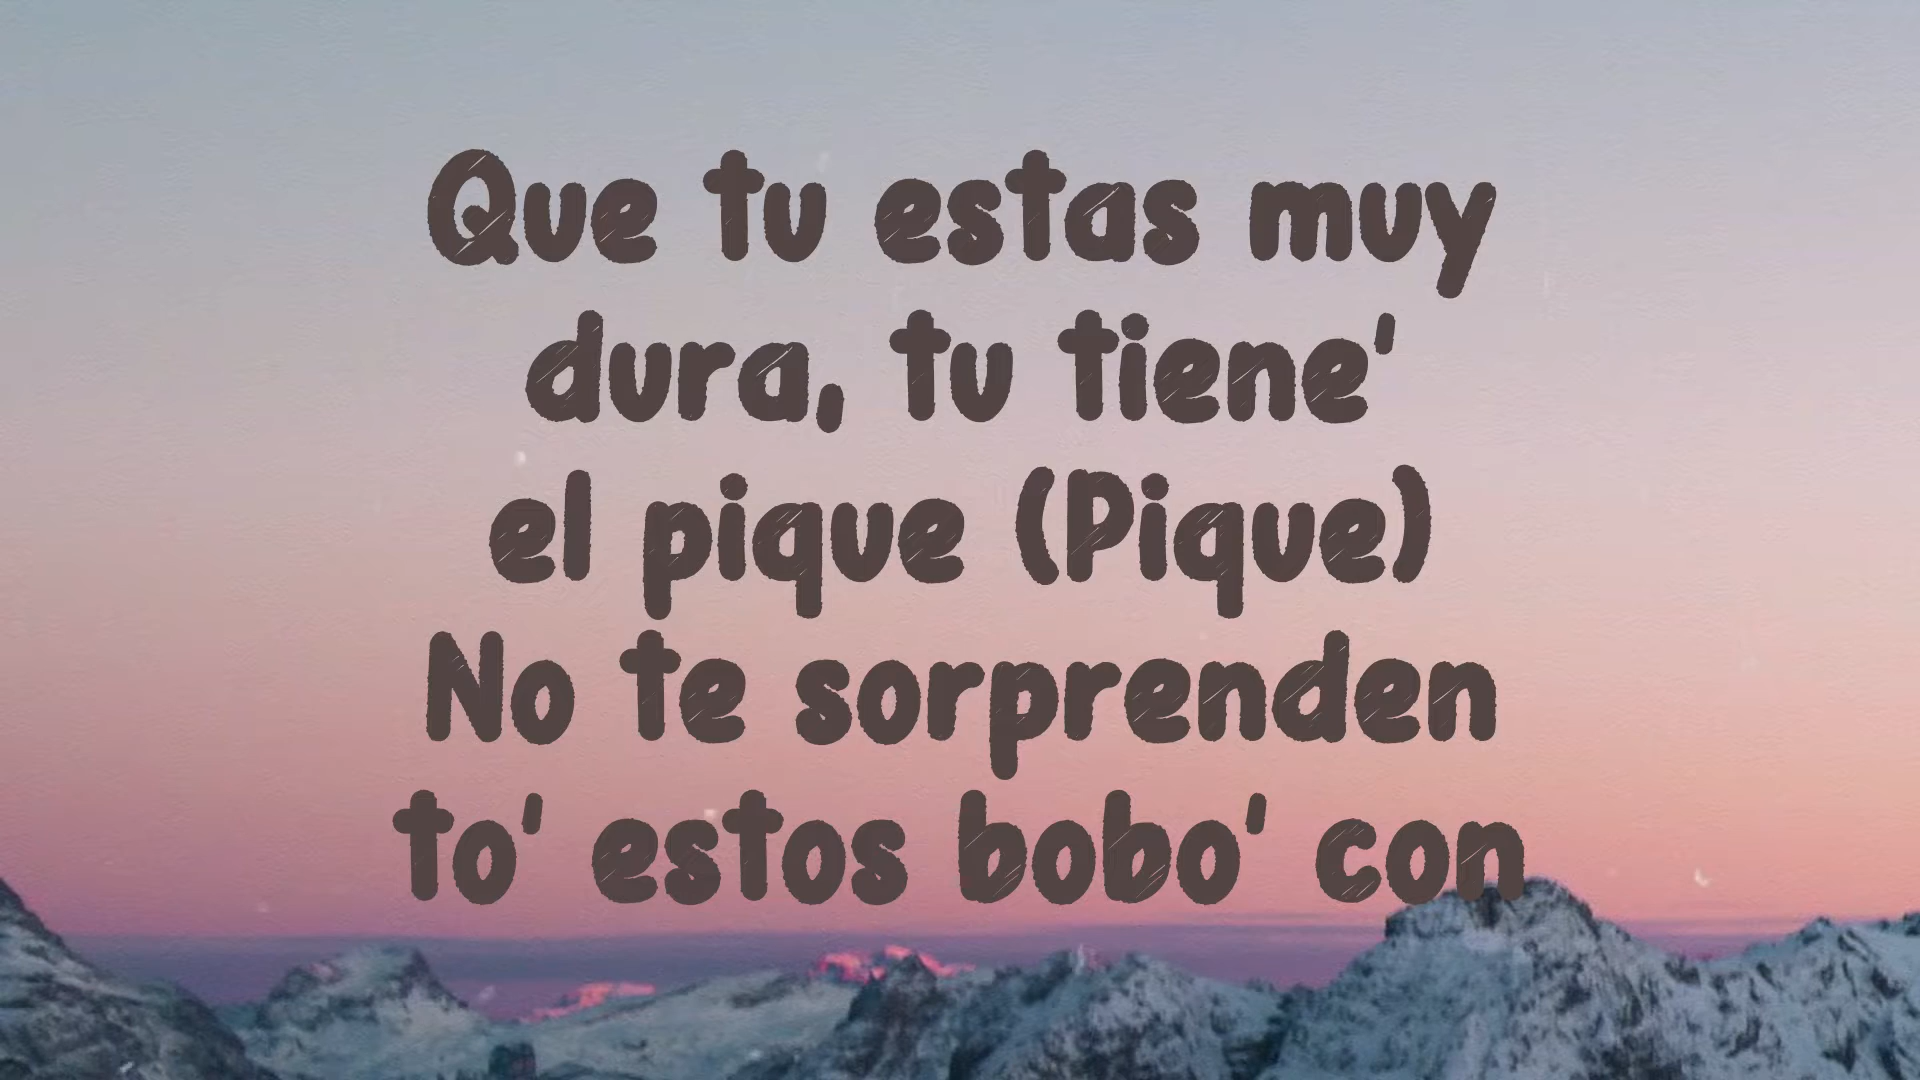 Que tu estas muy
dura, tu tiene'
el pique (Pique)
No te sorprenden
to' estos bobo' con